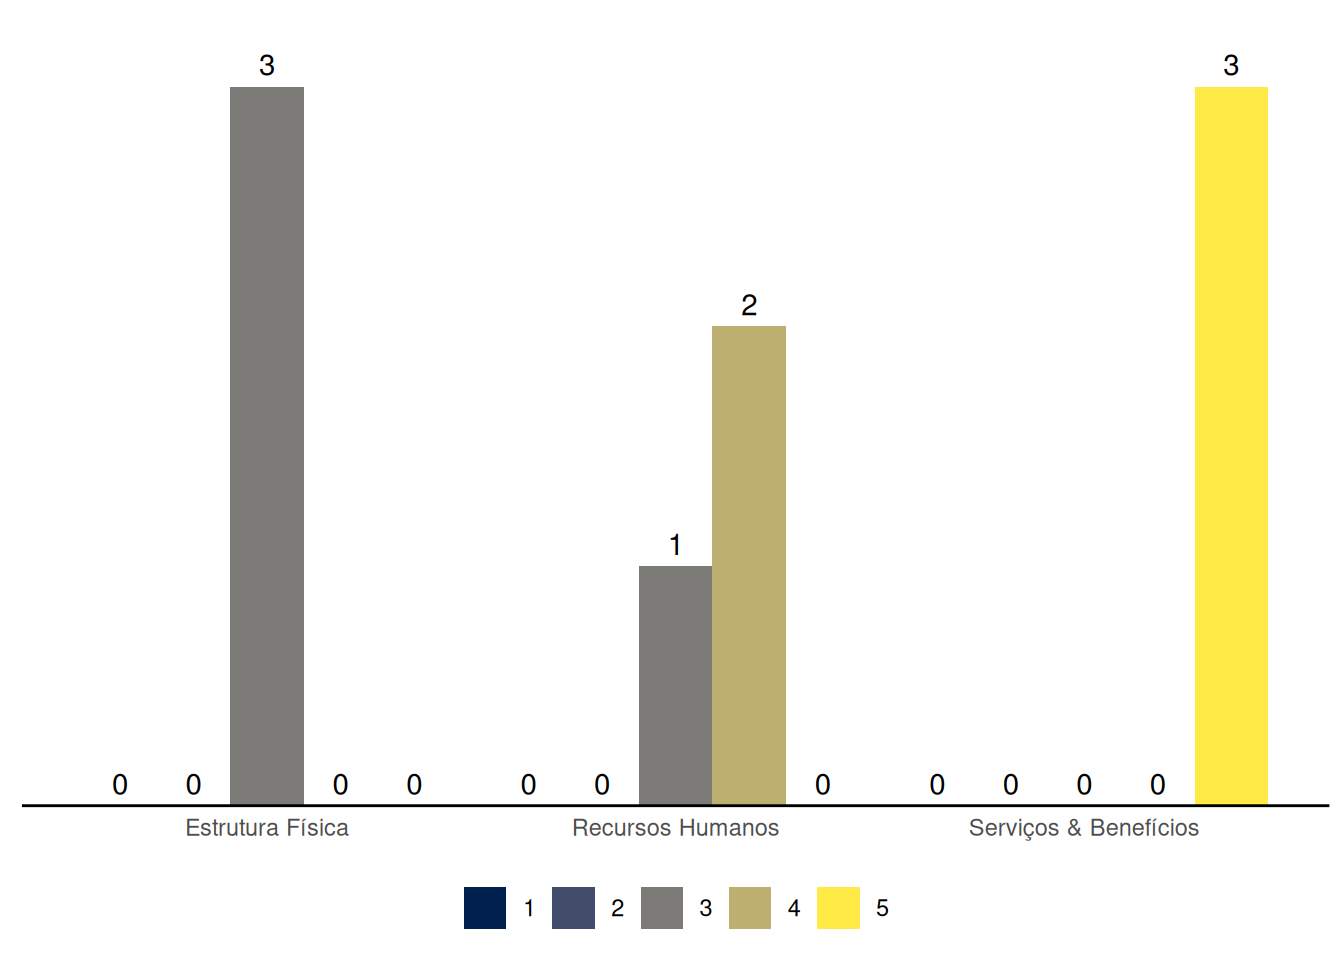 3 3
2
1
0 0 0 0 0 0 0 0 0 0 0
Estrutura Física Recursos Humanos Serviços & Benefícios
1 2 3 4 5